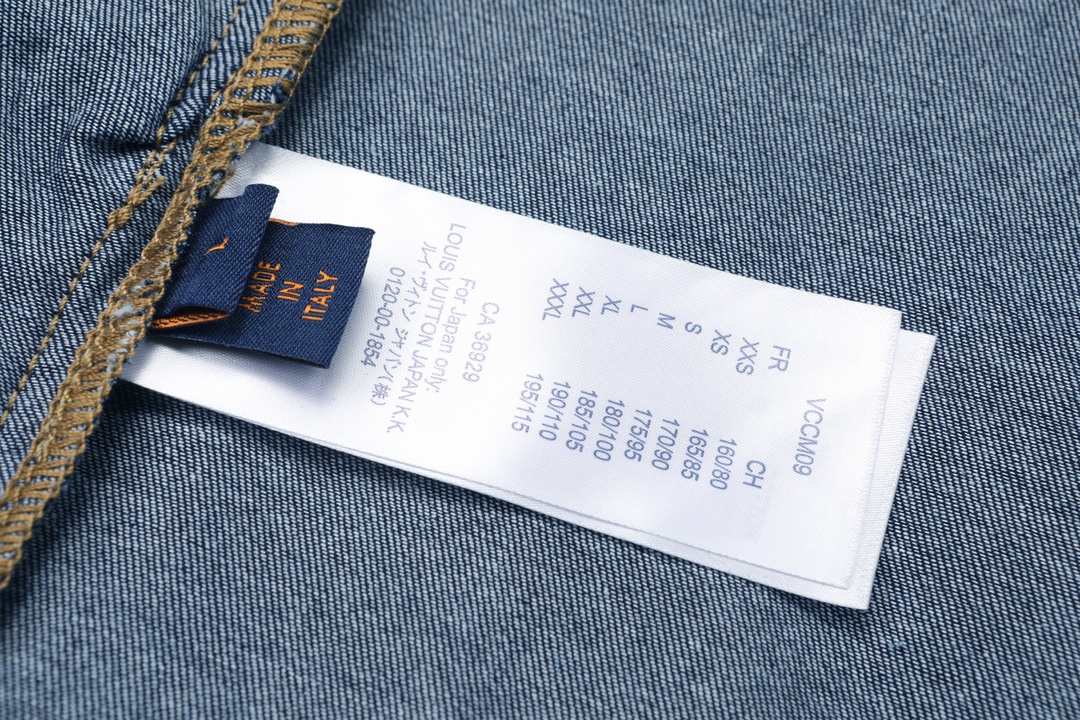 VCCM09
FR CH
XXS 160/80
XS 165/85
S 170/90
M 175/95
L 180/100
XL 185/105
XXL 190/110
XXXL 195/115
CA 36929
For Japan only:
LOUIS VUITTON JAPAN K.K.
ルイ・ヴィトン ジャパン(株)
0120-00-1854
MADE
IN
ITALY
L